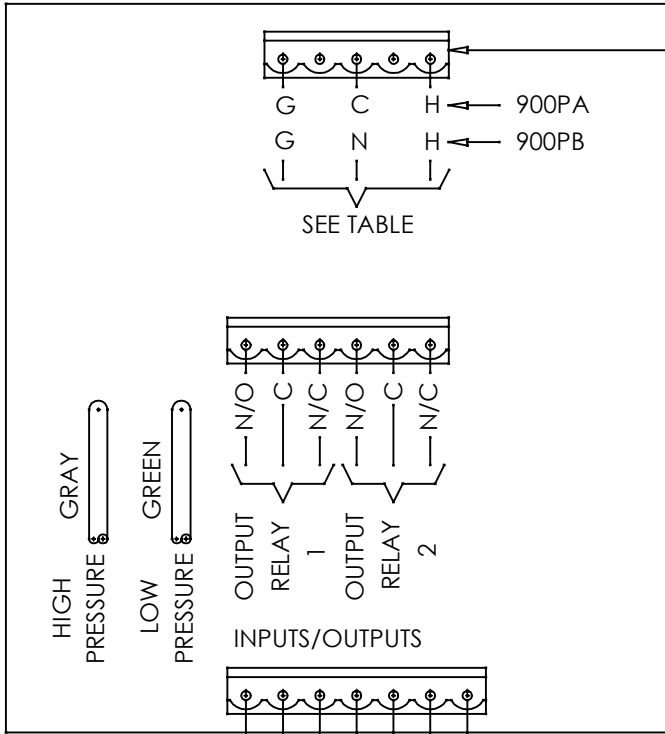 G C H 900PA
G N H 900PB
SEE TABLE
N/O C N/C N/O C N/C
GRAY
GREEN
HIGH
PRESSURE
LOW
PRESSURE
OUTPUT
RELAY
1
OUTPUT
RELAY
2
INPUTS/OUTPUTS